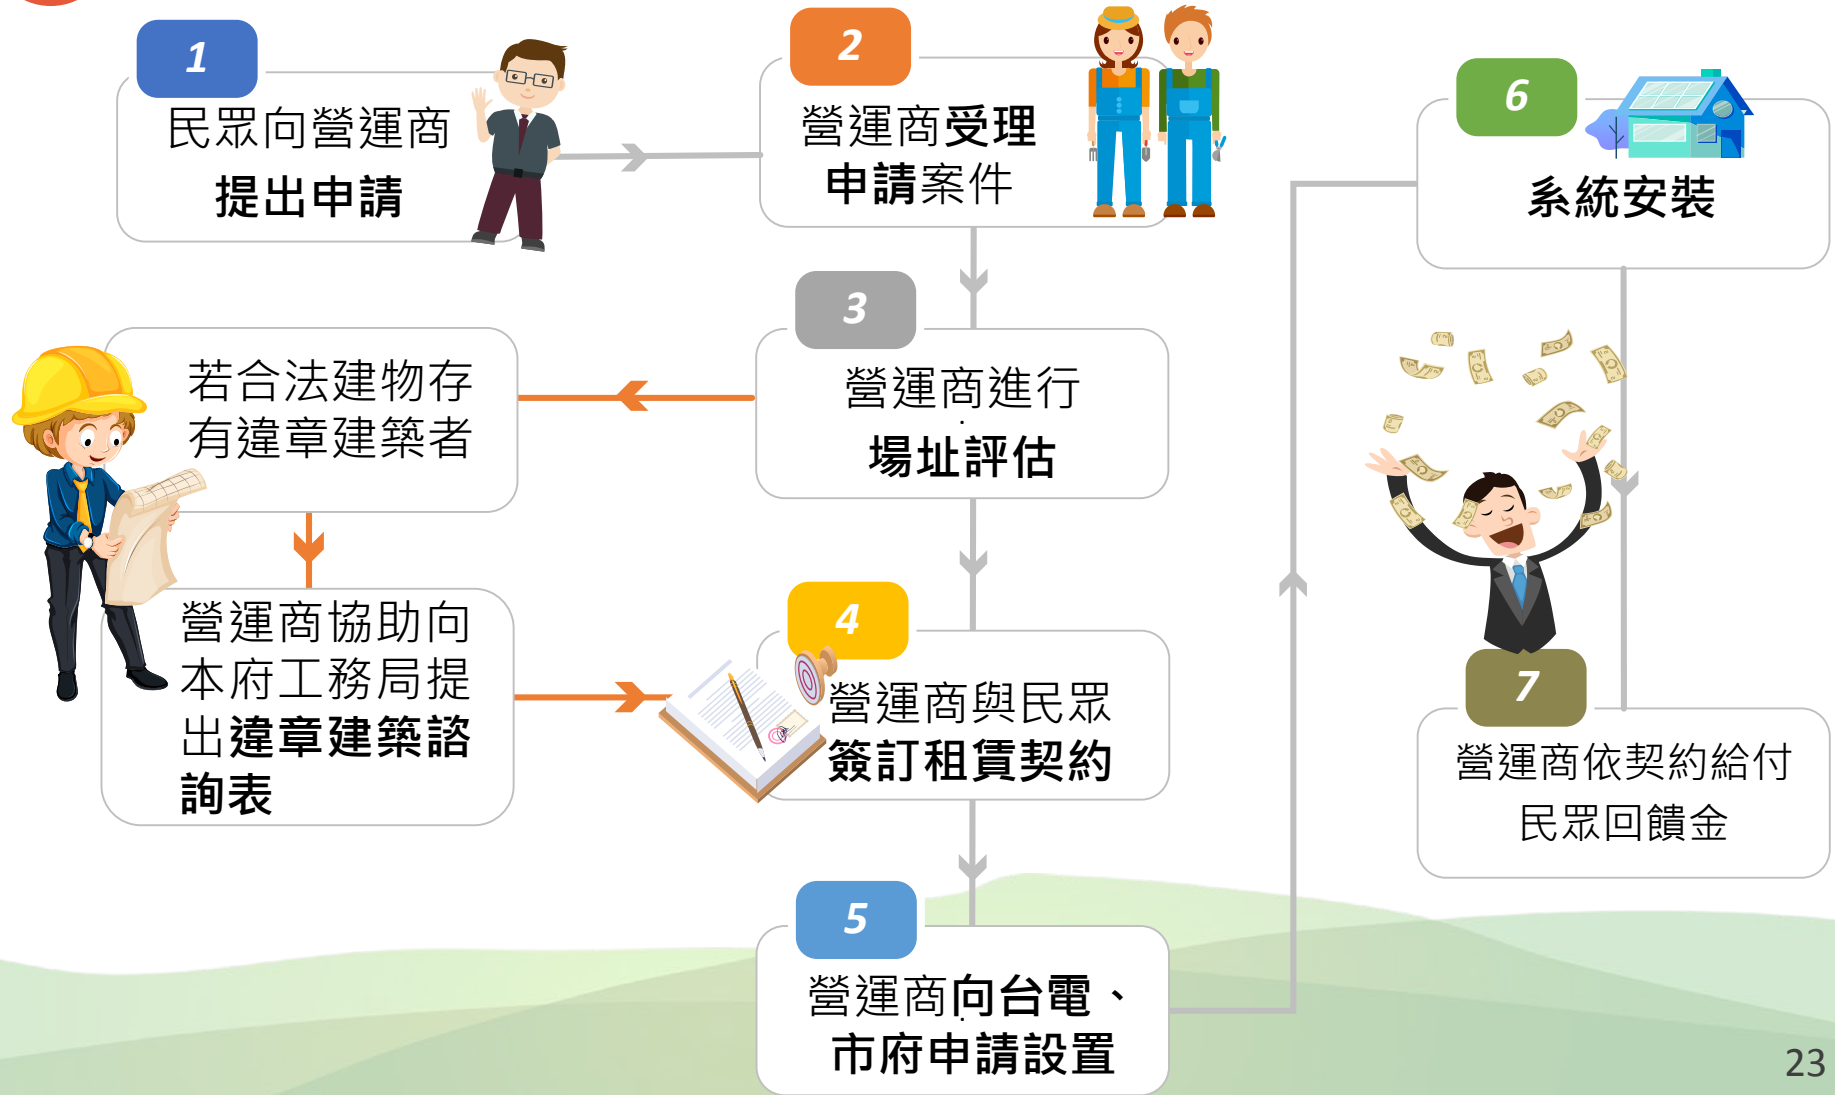 1
民眾向營運商
提出申請
2
營運商受理
申請案件
3
營運商進行
場址評估
若合法建物存
有違章建築者
營運商協助向
本府工務局提
出違章建築諮
詢表
4
營運商與民眾
簽訂租賃契約
5
營運商向台電、
市府申請設置
6
系統安裝
7
營運商依契約給付
民眾回饋金
23